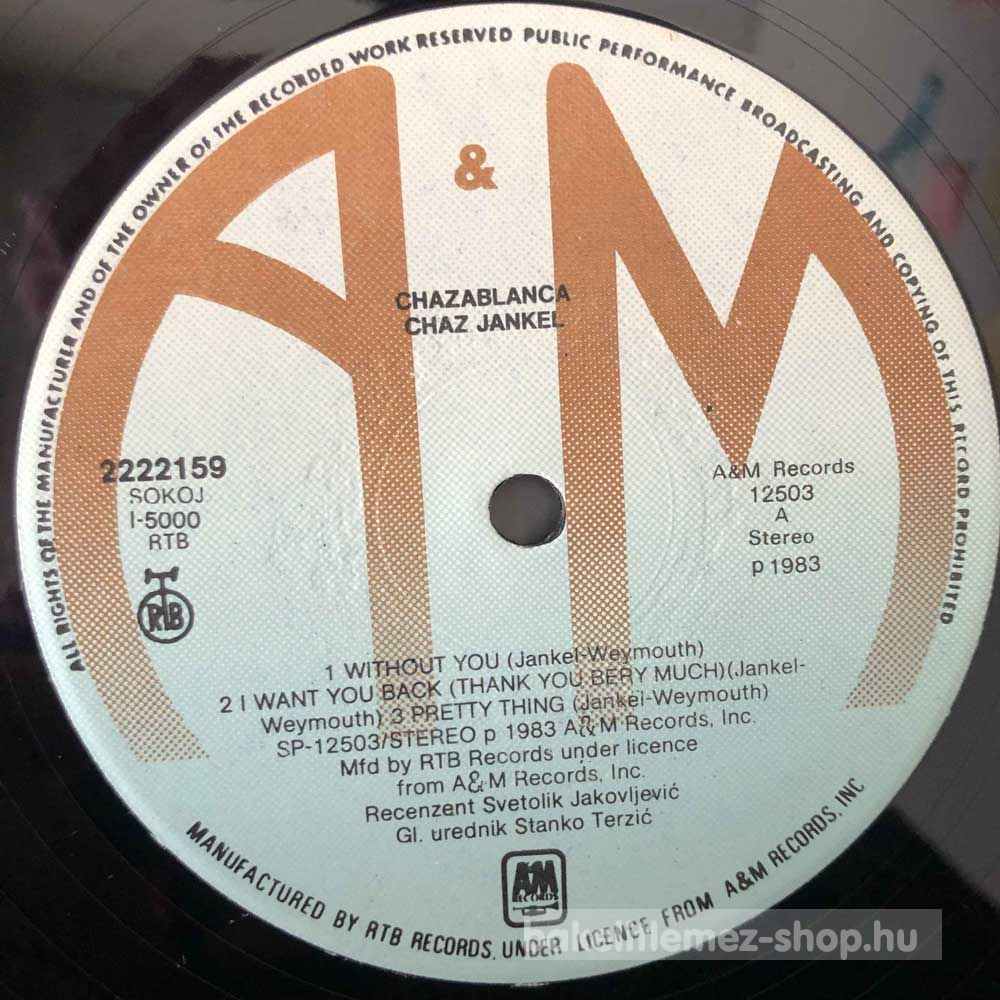 ALL RIGHTS OF THE MANUFACTURER AND OF THE OWNER OF THE RECORDED WORK RESERVED PUBLIC PERFORMANCE BROADCASTING AND COPYING OF THIS RECORD PROHIBITED
A & M
CHAZABLANCA
CHAZ JANKEL
2222159
SOKOJ
I-5000
RTB
RTB
A&M Records
12503
A
Stereo
p 1983
1 WITHOUT YOU (Jankel-Weymouth)
2 I WANT YOU BACK (THANK YOU BERY MUCH)(Jankel-
Weymouth) 3 PRETTY THING (Jankel-Weymouth)
SP-12503/STEREO p 1983 A&M Records, Inc.
Mfd by RTB Records under licence
from A&M Records, Inc.
Recenzent Svetolik Jakovljević
Gl. urednik Stanko Terzić
A&M
RECORDS
MANUFACTURED BY RTB RECORDS, UNDER LICENCE FROM A&M RECORDS, INC
bakelitlemez-shop.hu